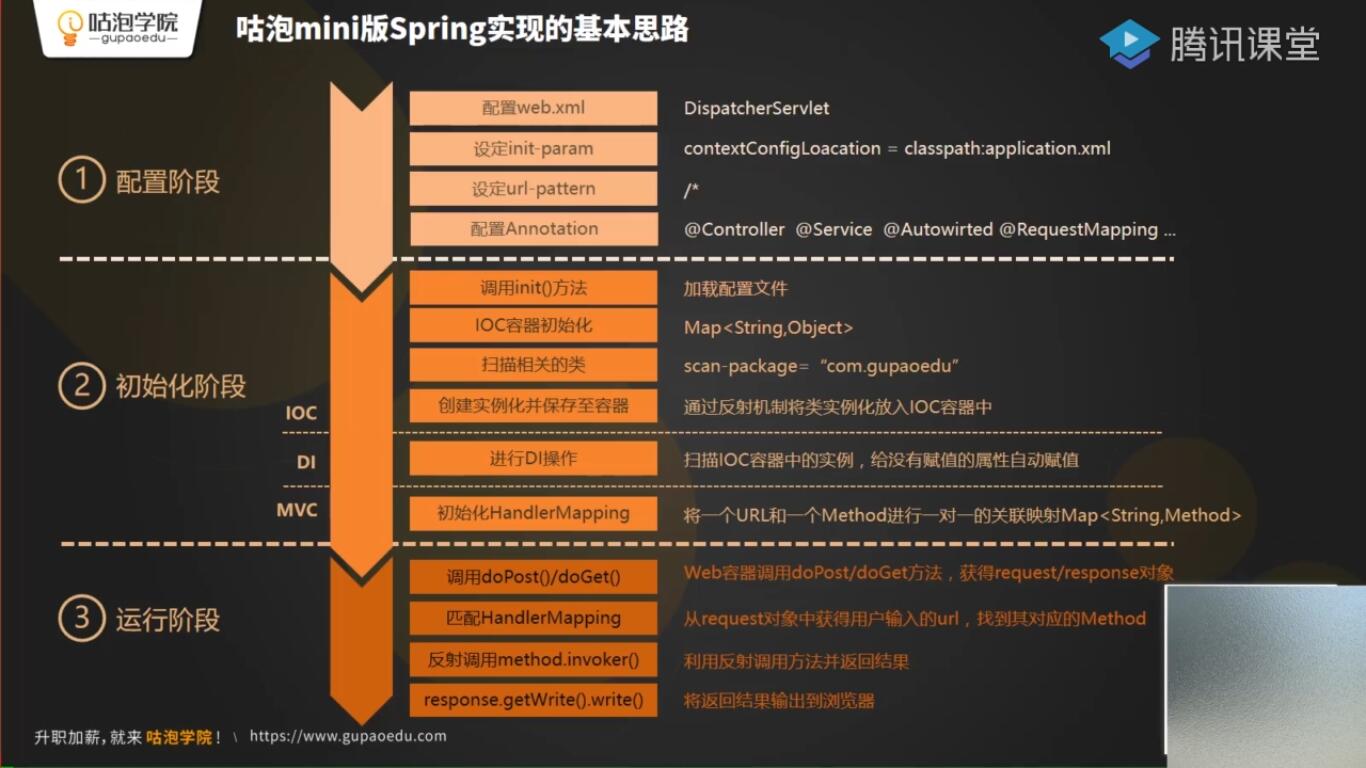 咕泡学院
gupaoedu
咕泡mini版Spring实现的基本思路
腾讯课堂
配置web.xml DispatcherServlet
设定init-param contextConfigLoacation = classpath:application.xml
① 配置阶段
设定url-pattern /*
配置Annotation @Controller @Service @Autowirted @RequestMapping ...
调用init()方法 加载配置文件
IOC容器初始化 Map<String,Object>
扫描相关的类 scan-package= “com.gupaoedu”
② 初始化阶段
IOC 创建实例化并保存至容器 通过反射机制将类实例化放入IOC容器中
DI 进行DI操作 扫描IOC容器中的实例，给没有赋值的属性自动赋值
MVC 初始化HandlerMapping 将一个URL和一个Method进行一对一的关联映射Map<String,Method>
调用doPost()/doGet() Web容器调用doPost/doGet方法，获得request/response对象
③ 运行阶段
匹配HandlerMapping 从request对象中获得用户输入的url，找到其对应的Method
反射调用method.invoker() 利用反射调用方法并返回结果
response.getWrite().write() 将返回结果输出到浏览器
升职加薪,就来 咕泡学院! \ https://www.gupaoedu.com